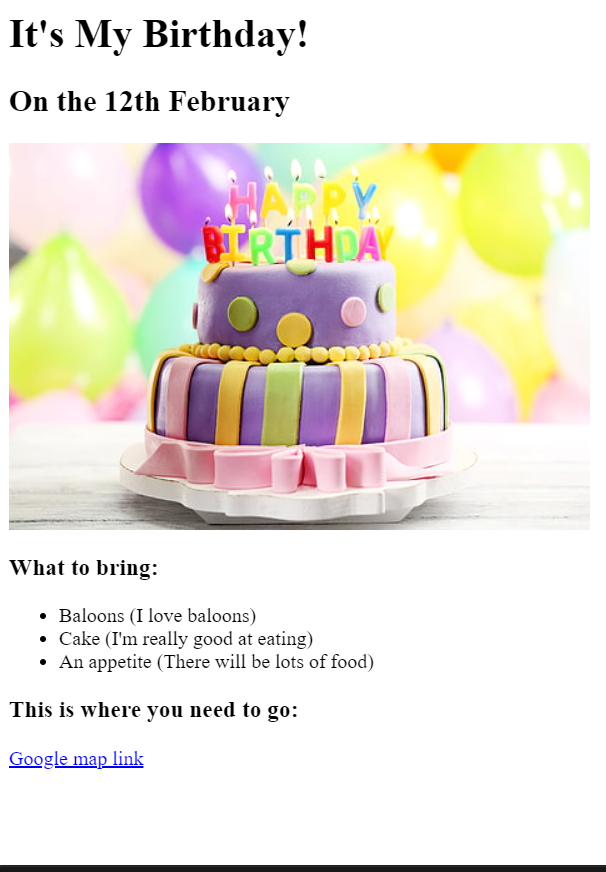 It's My Birthday!
On the 12th February
HAPPY
BIRTHDAY
What to bring:
Baloons (I love baloons)
Cake (I'm really good at eating)
An appetite (There will be lots of food)
This is where you need to go:
Google map link